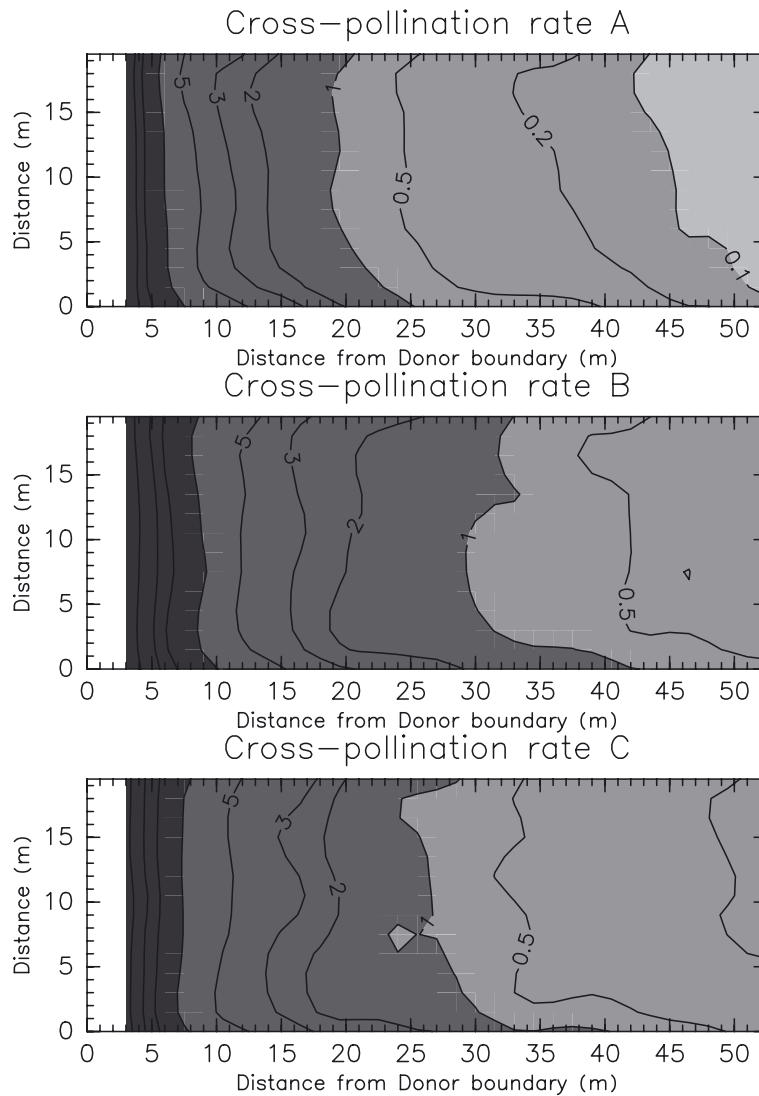 Cross-pollination rate A
Distance (m)
15
10
5
0
5
3
2
1
0.5
0.2
0.1
0 5 10 15 20 25 30 35 40 45 50
Distance from Donor boundary (m)
Cross-pollination rate B
Distance (m)
15
10
5
0
5
3
2
1
0.5
0 5 10 15 20 25 30 35 40 45 50
Distance from Donor boundary (m)
Cross-pollination rate C
Distance (m)
15
10
5
0
5
3
2
1
0.5
0 5 10 15 20 25 30 35 40 45 50
Distance from Donor boundary (m)